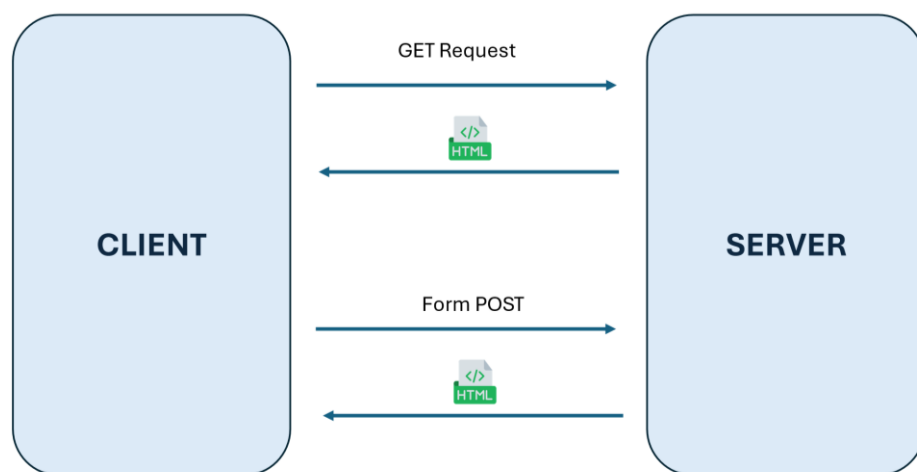 GET Request
</>
HTML
CLIENT
SERVER
Form POST
</>
HTML